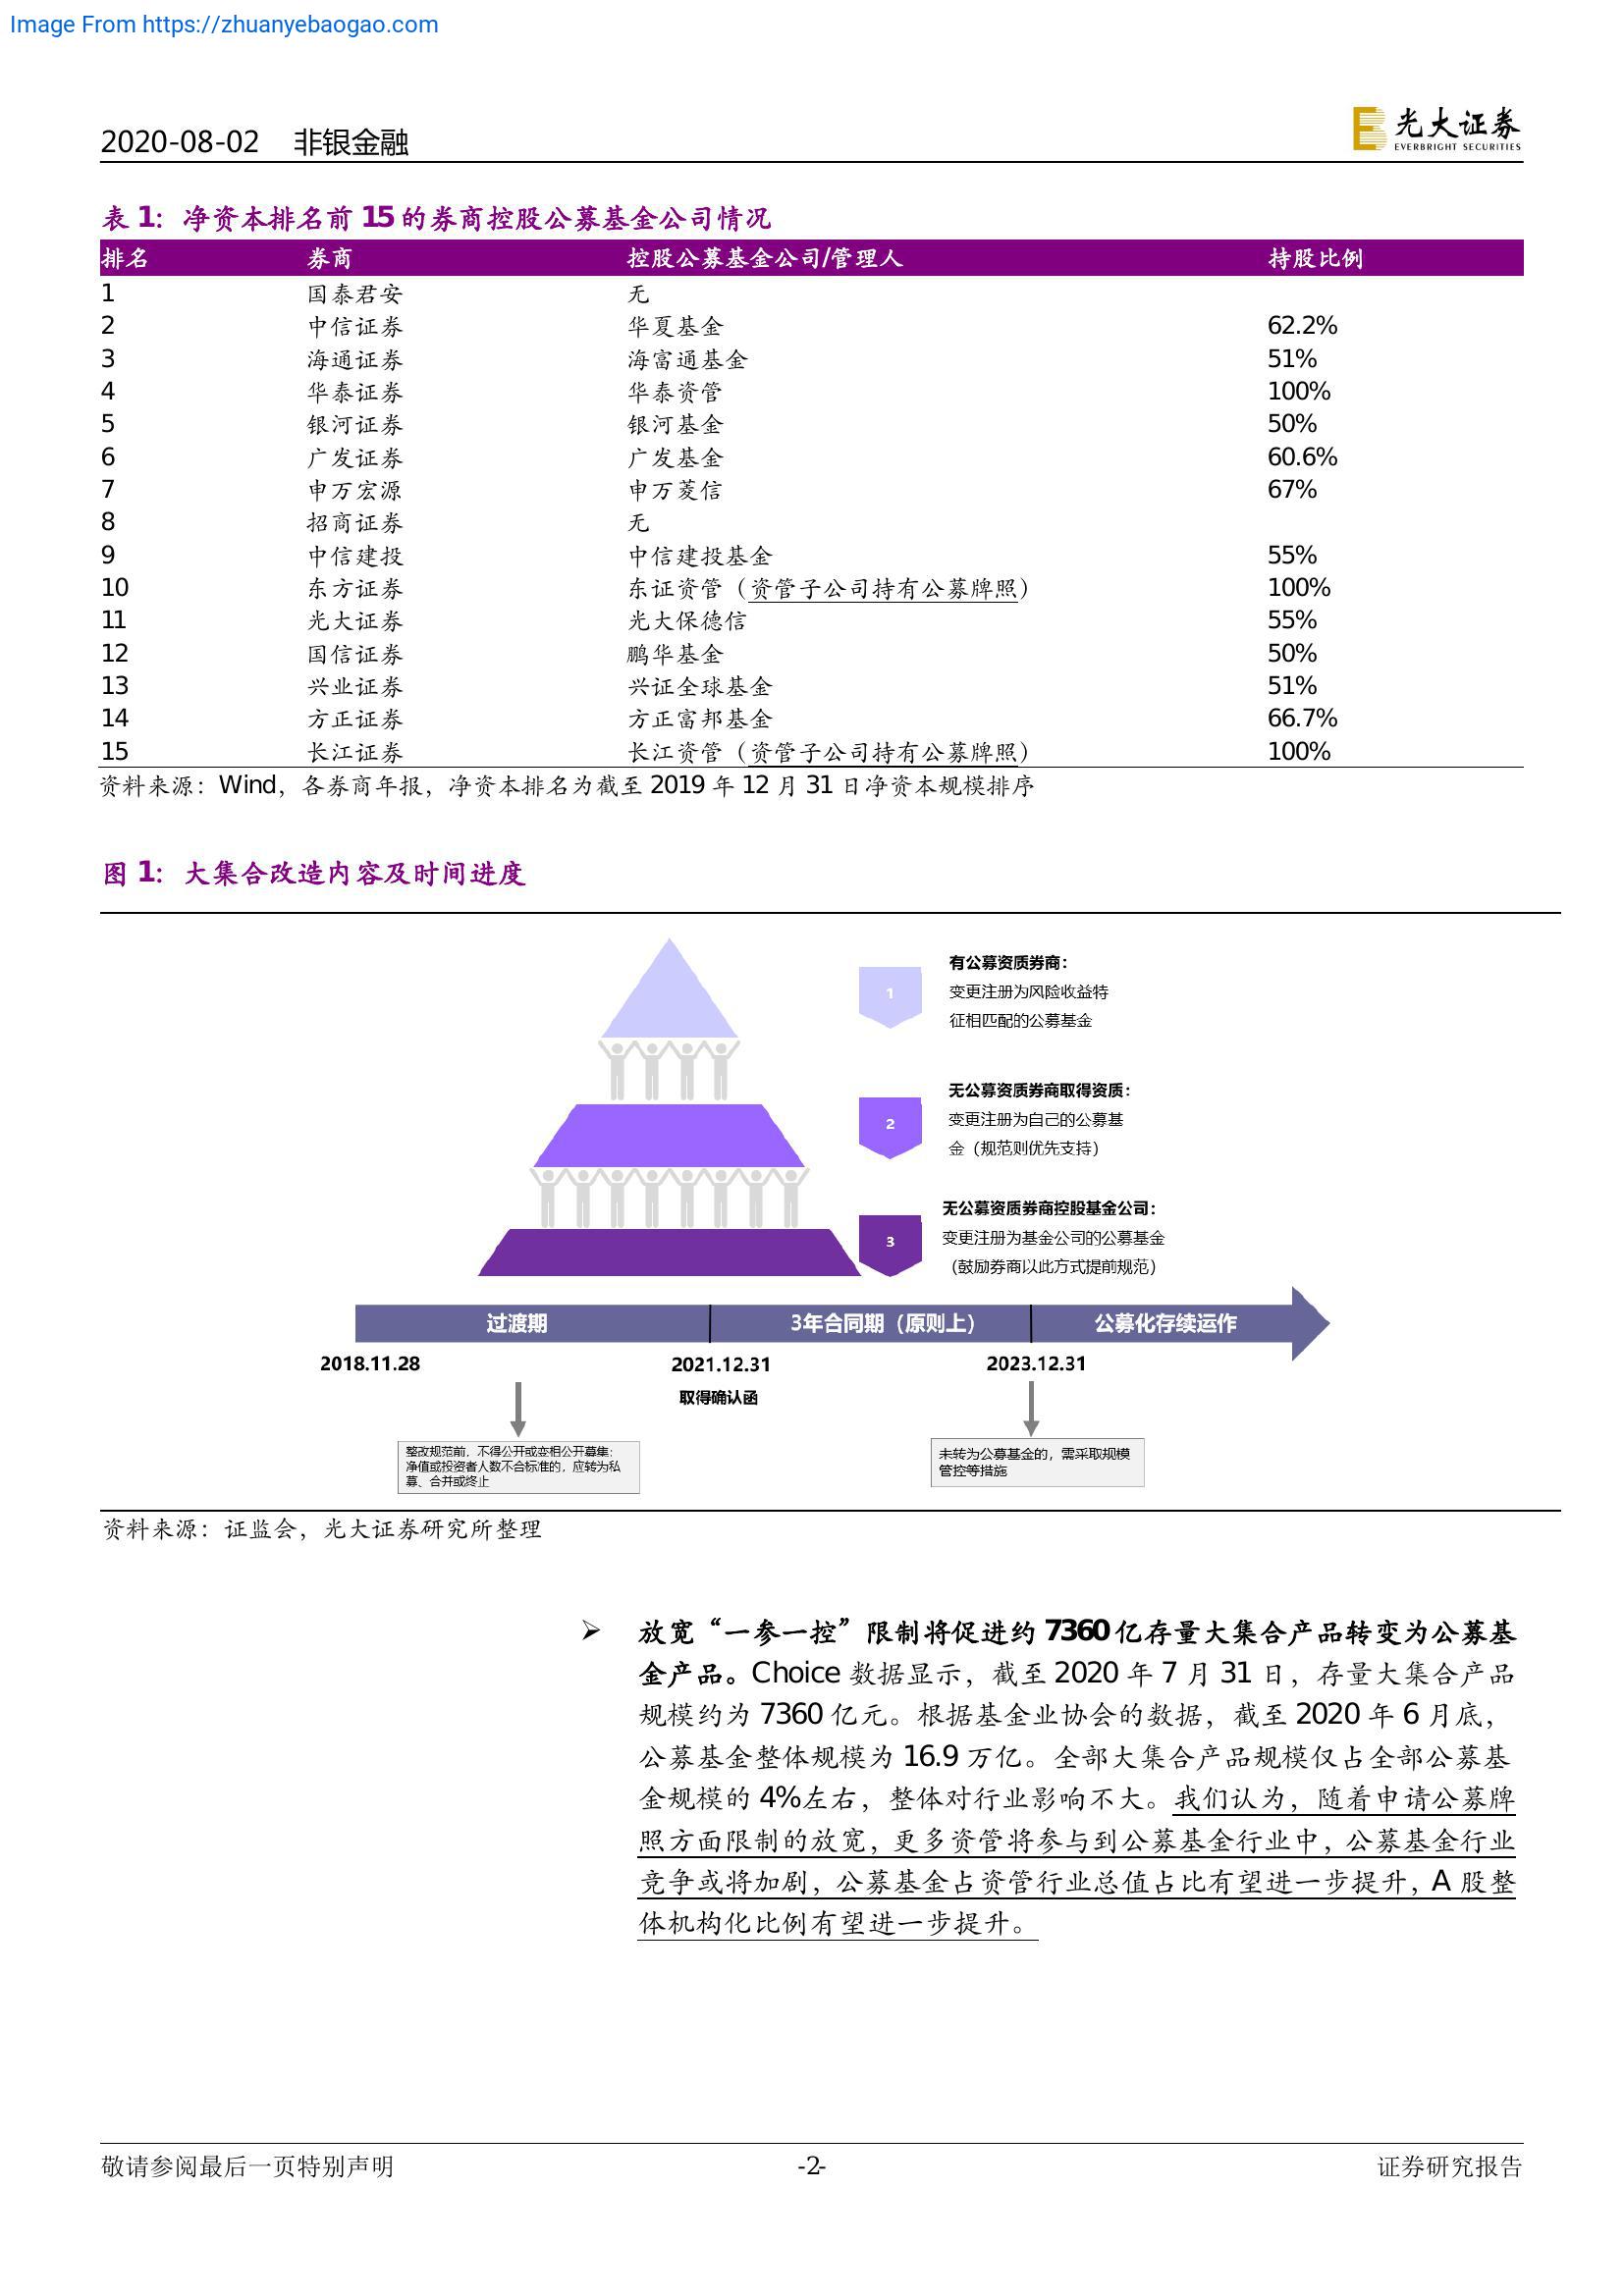 Image From https://zhuanyebaogao.com
2020-08-02 非银金融
光大证券
EVERBRIGHT SECURITIES
表 1：净资本排名前 15 的券商控股公募基金公司情况
排名 券商 控股公募基金公司/管理人 持股比例
1 国泰君安 无
2 中信证券 华夏基金 62.2%
3 海通证券 海富通基金 51%
4 华泰证券 华泰资管 100%
5 银河证券 银河基金 50%
6 广发证券 广发基金 60.6%
7 申万宏源 申万菱信 67%
8 招商证券 无
9 中信建投 中信建投基金 55%
10 东方证券 东证资管（资管子公司持有公募牌照） 100%
11 光大证券 光大保德信 55%
12 国信证券 鹏华基金 50%
13 兴业证券 兴证全球基金 51%
14 方正证券 方正富邦基金 66.7%
15 长江证券 长江资管（资管子公司持有公募牌照） 100%
资料来源：Wind，各券商年报，净资本排名为截至 2019 年 12 月 31 日净资本规模排序
图 1：大集合改造内容及时间进度
1
有公募资质券商：
变更注册为风险收益特
征相匹配的公募基金
2
无公募资质券商取得资质：
变更注册为自己的公募基
金（规范则优先支持）
3
无公募资质券商控股基金公司：
变更注册为基金公司的公募基金
（鼓励券商以此方式提前规范）
过渡期 3年合同期（原则上） 公募化存续运作
2018.11.28 2021.12.31 2023.12.31
取得确认函
整改规范前，不得公开或变相公开募集；
净值或投资者人数不合标准的，应转为私
募、合并或终止
未转为公募基金的，需采取规模
管控等措施
资料来源：证监会，光大证券研究所整理
➢ 放宽“一参一控”限制将促进约 7360 亿存量大集合产品转变为公募基
金产品。Choice 数据显示，截至 2020 年 7 月 31 日，存量大集合产品
规模约为 7360 亿元。根据基金业协会的数据，截至 2020 年 6 月底，
公募基金整体规模为 16.9 万亿。全部大集合产品规模仅占全部公募基
金规模的 4%左右，整体对行业影响不大。我们认为，随着申请公募牌
照方面限制的放宽，更多资管将参与到公募基金行业中，公募基金行业
竞争或将加剧，公募基金占资管行业总值占比有望进一步提升，A 股整
体机构化比例有望进一步提升。
敬请参阅最后一页特别声明 -2- 证券研究报告